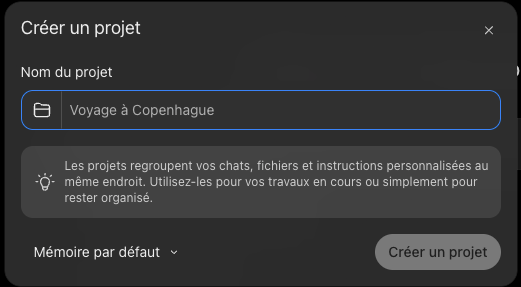 Créer un projet
Nom du projet
Voyage à Copenhague
Les projets regroupent vos chats, fichiers et instructions personnalisées au
même endroit. Utilisez-les pour vos travaux en cours ou simplement pour
rester organisé.
Mémoire par défaut
Créer un projet